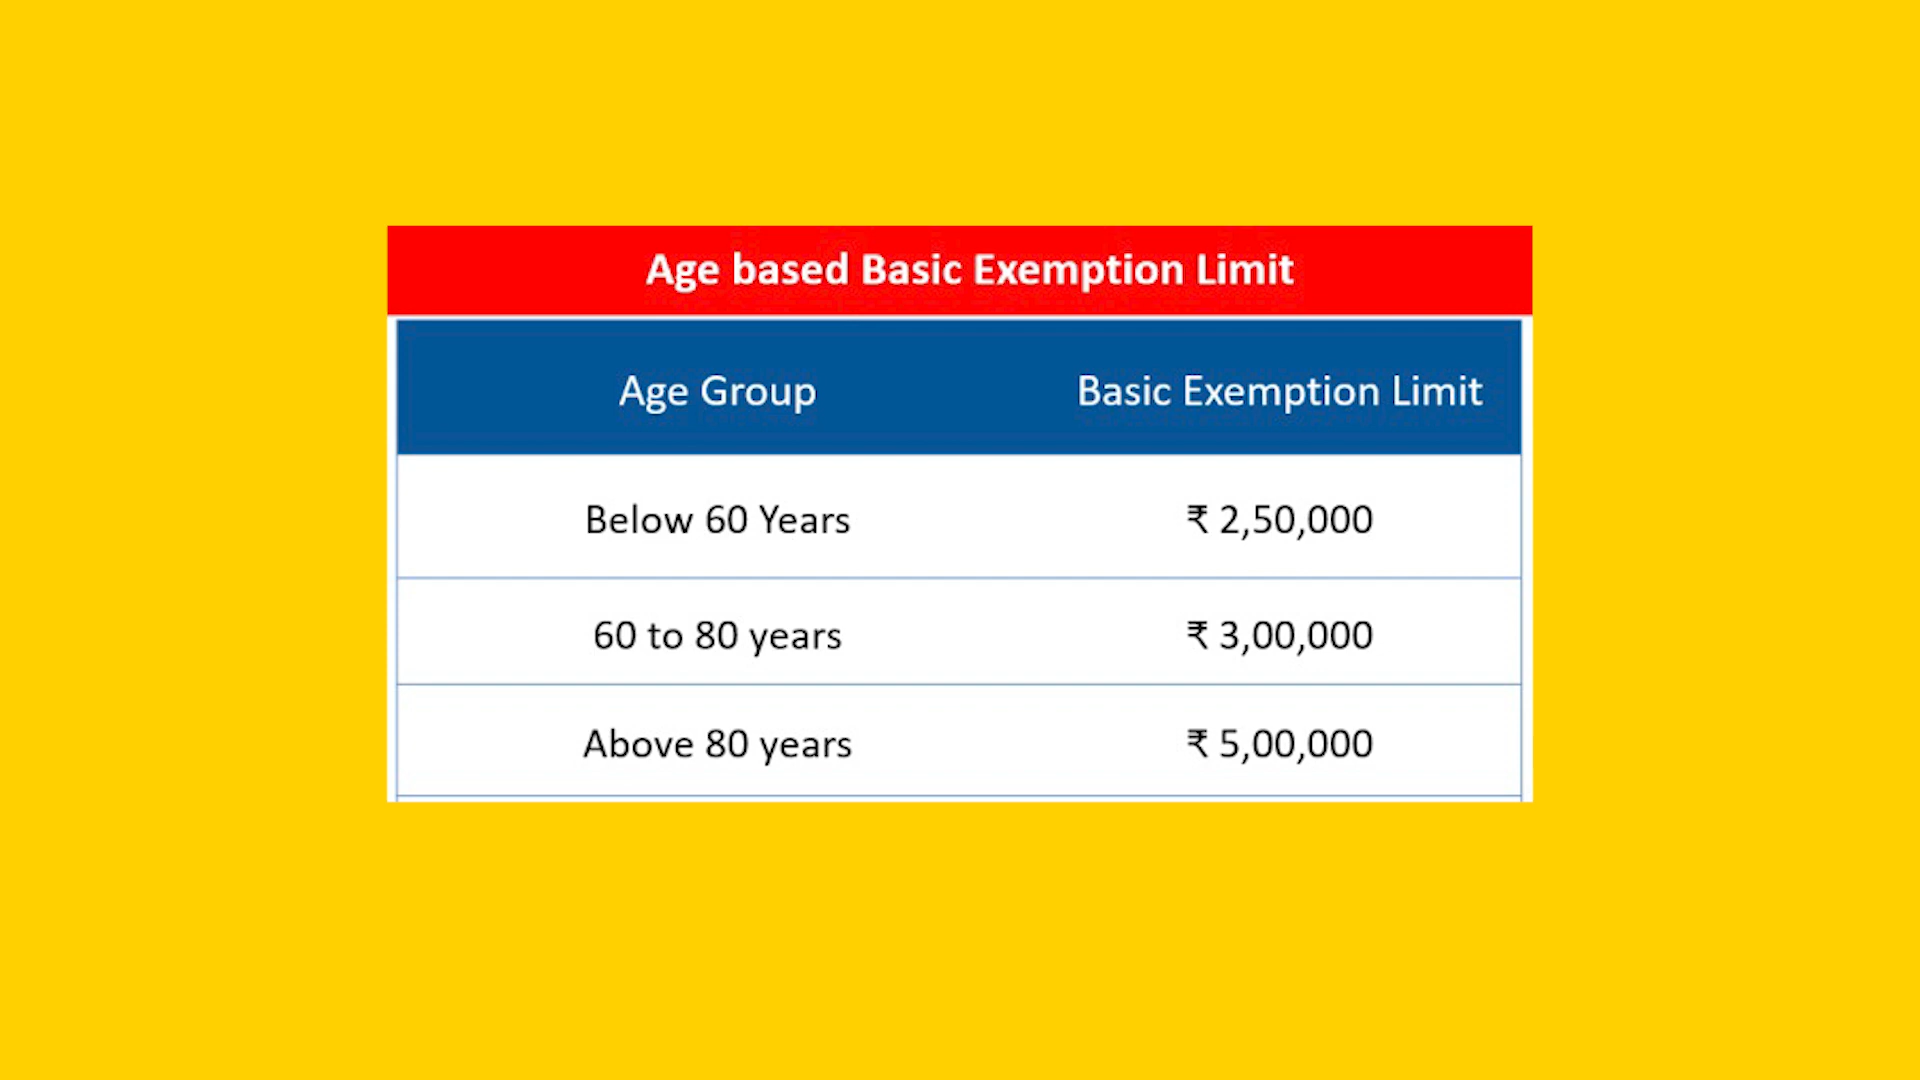 Age based Basic Exemption Limit
Age Group Basic Exemption Limit
Below 60 Years ₹ 2,50,000
60 to 80 years ₹ 3,00,000
Above 80 years ₹ 5,00,000